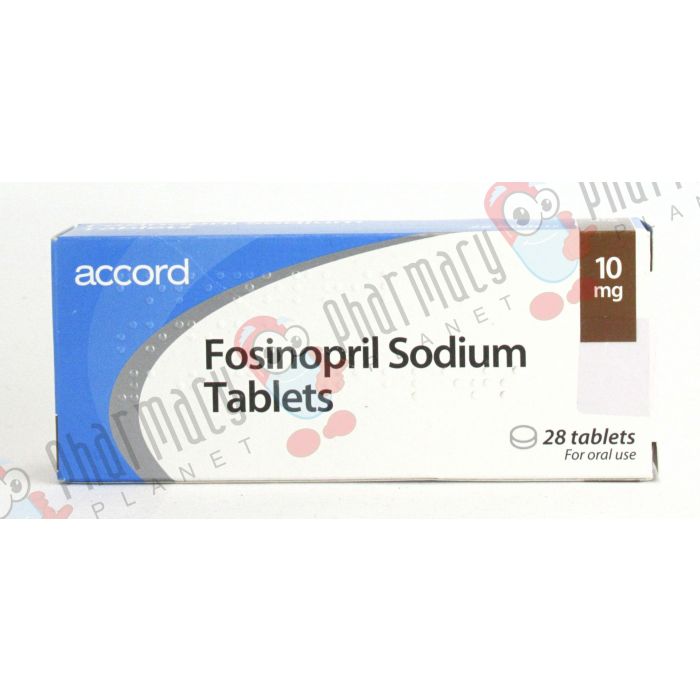 accord
10
mg
Fosinopril Sodium
Tablets
28 tablets
For oral use
Pharmacy
PLANET
Pharmacy
PLANET
Pharmacy
PLANET